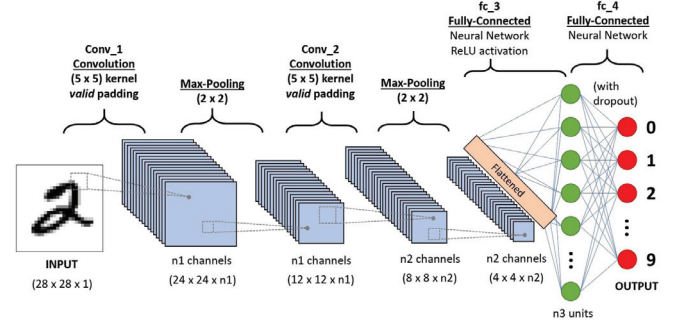 fc_3
Fully-Connected
Neural Network
ReLU activation
fc_4
Fully-Connected
Neural Network
Conv_1
Convolution
(5 x 5) kernel
valid padding
Max-Pooling
(2 x 2)
Conv_2
Convolution
(5 x 5) kernel
valid padding
Max-Pooling
(2 x 2)
(with
dropout)
Flattened
0
1
2
9
2
INPUT
(28 x 28 x 1)
n1 channels
(24 x 24 x n1)
n1 channels
(12 x 12 x n1)
n2 channels
(8 x 8 x n2)
n2 channels
(4 x 4 x n2)
OUTPUT
n3 units